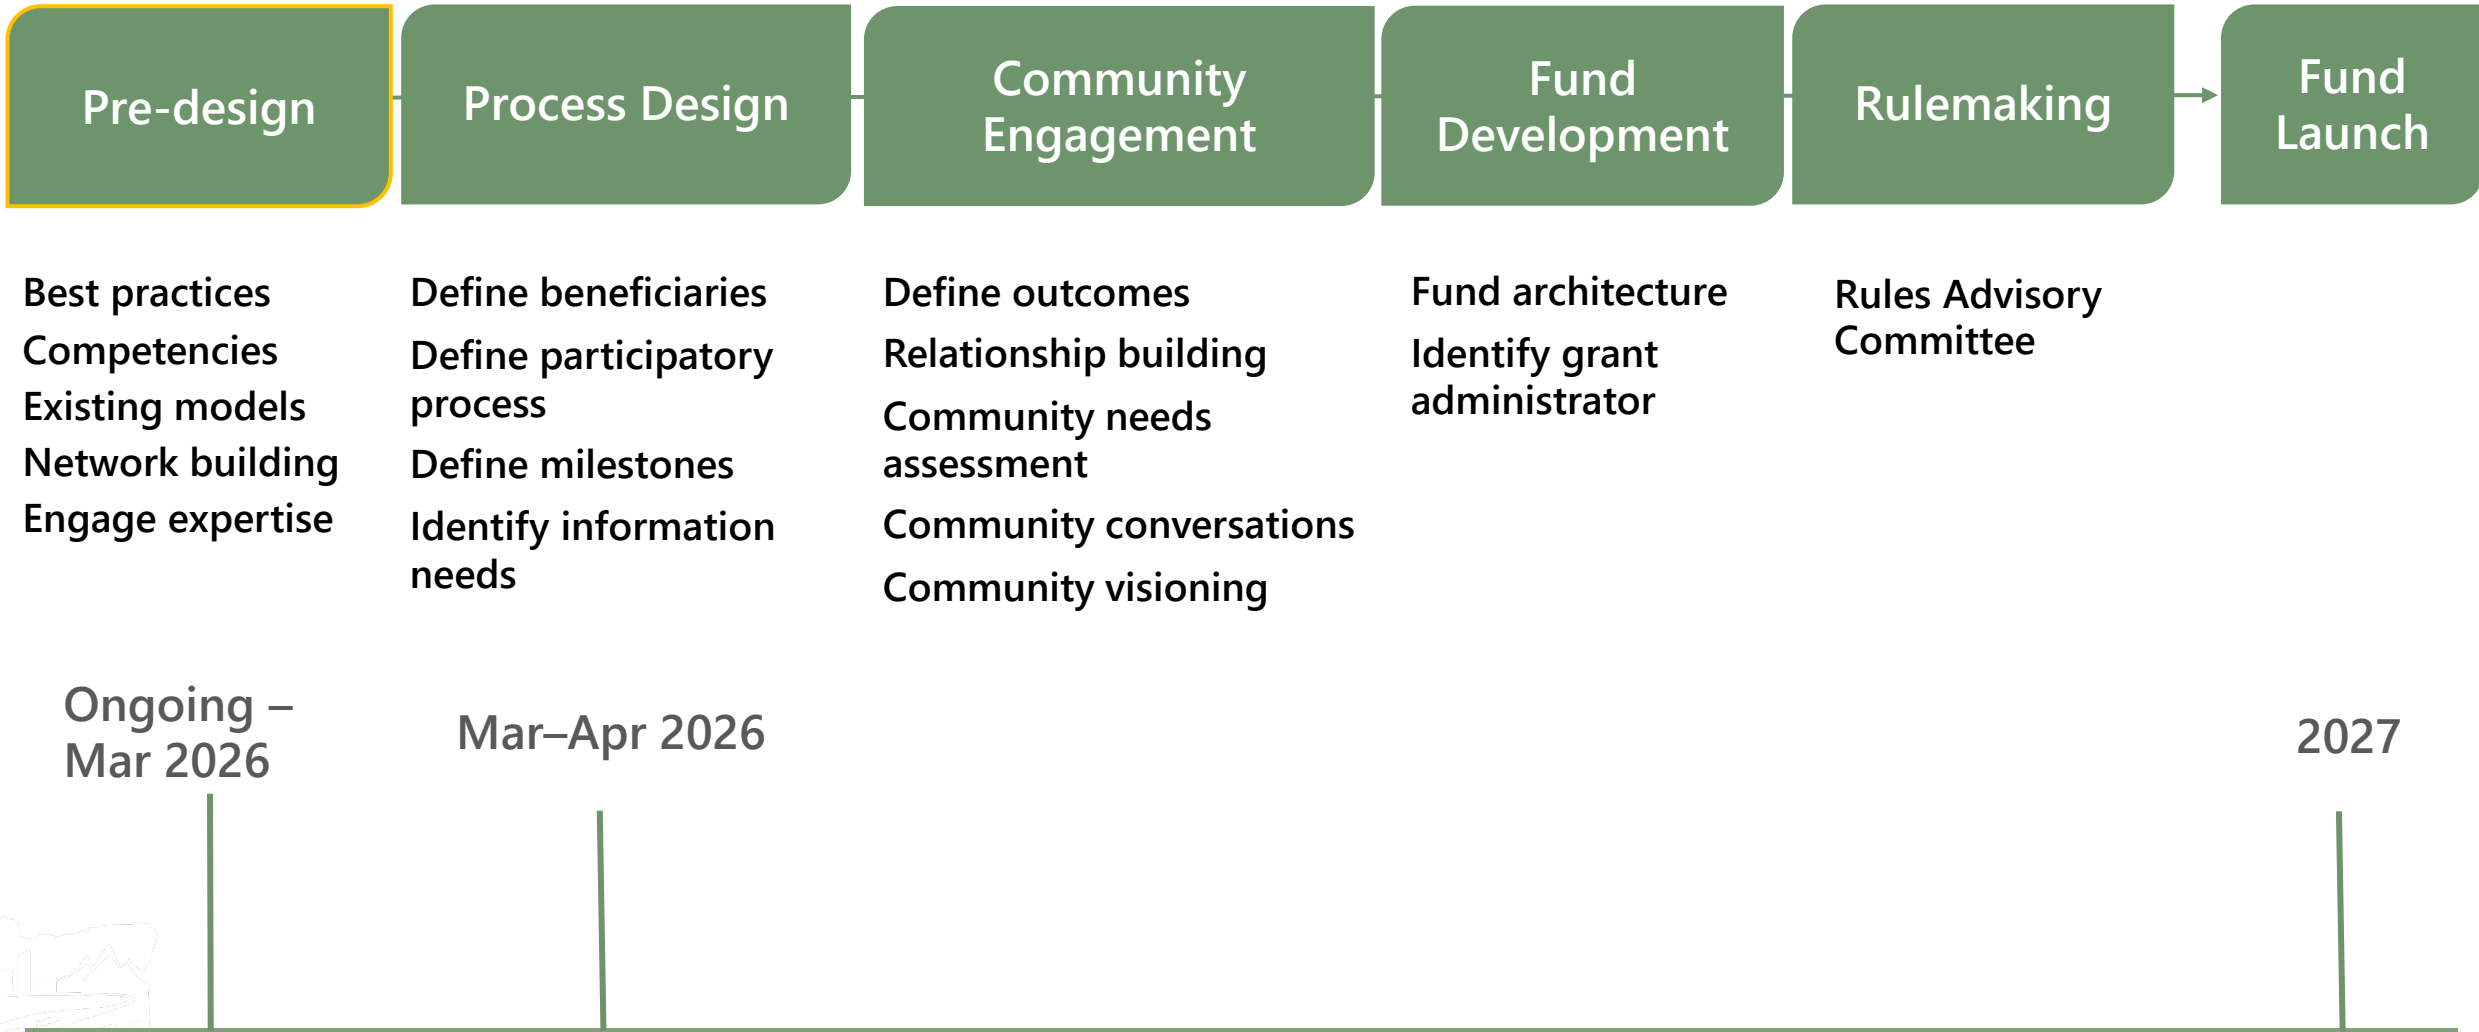 Pre-design
Process Design
Community
Engagement
Fund
Development
Rulemaking
Fund
Launch
Best practices
Competencies
Existing models
Network building
Engage expertise
Define beneficiaries
Define participatory
process
Define milestones
Identify information
needs
Define outcomes
Relationship building
Community needs
assessment
Community conversations
Community visioning
Fund architecture
Identify grant
administrator
Rules Advisory
Committee
Ongoing –
Mar 2026
Mar–Apr 2026
2027